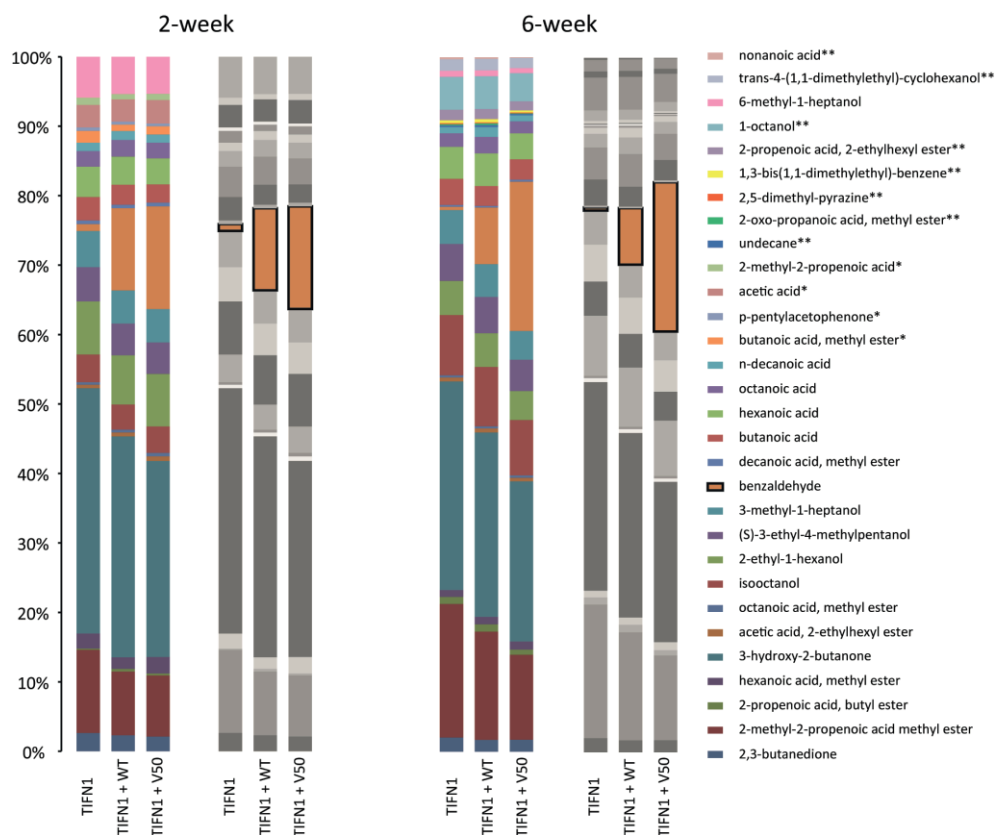 2-week
6-week
100%
90%
80%
70%
60%
50%
40%
30%
20%
10%
0%
TIFN1
TIFN1 + WT
TIFN1 + V50
TIFN1
TIFN1 + WT
TIFN1 + V50
TIFN1
TIFN1 + WT
TIFN1 + V50
TIFN1
TIFN1 + WT
TIFN1 + V50
nonanoic acid**
trans-4-(1,1-dimethylethyl)-cyclohexanol**
6-methyl-1-heptanol
1-octanol**
2-propenoic acid, 2-ethylhexyl ester**
1,3-bis(1,1-dimethylethyl)-benzene**
2,5-dimethyl-pyrazine**
2-oxo-propanoic acid, methyl ester**
undecane**
2-methyl-2-propenoic acid*
acetic acid*
p-pentylacetophenone*
butanoic acid, methyl ester*
n-decanoic acid
octanoic acid
hexanoic acid
butanoic acid
decanoic acid, methyl ester
benzaldehyde
3-methyl-1-heptanol
(S)-3-ethyl-4-methylpentanol
2-ethyl-1-hexanol
isooctanol
octanoic acid, methyl ester
acetic acid, 2-ethylhexyl ester
3-hydroxy-2-butanone
hexanoic acid, methyl ester
2-propenoic acid, butyl ester
2-methyl-2-propenoic acid methyl ester
2,3-butanedione